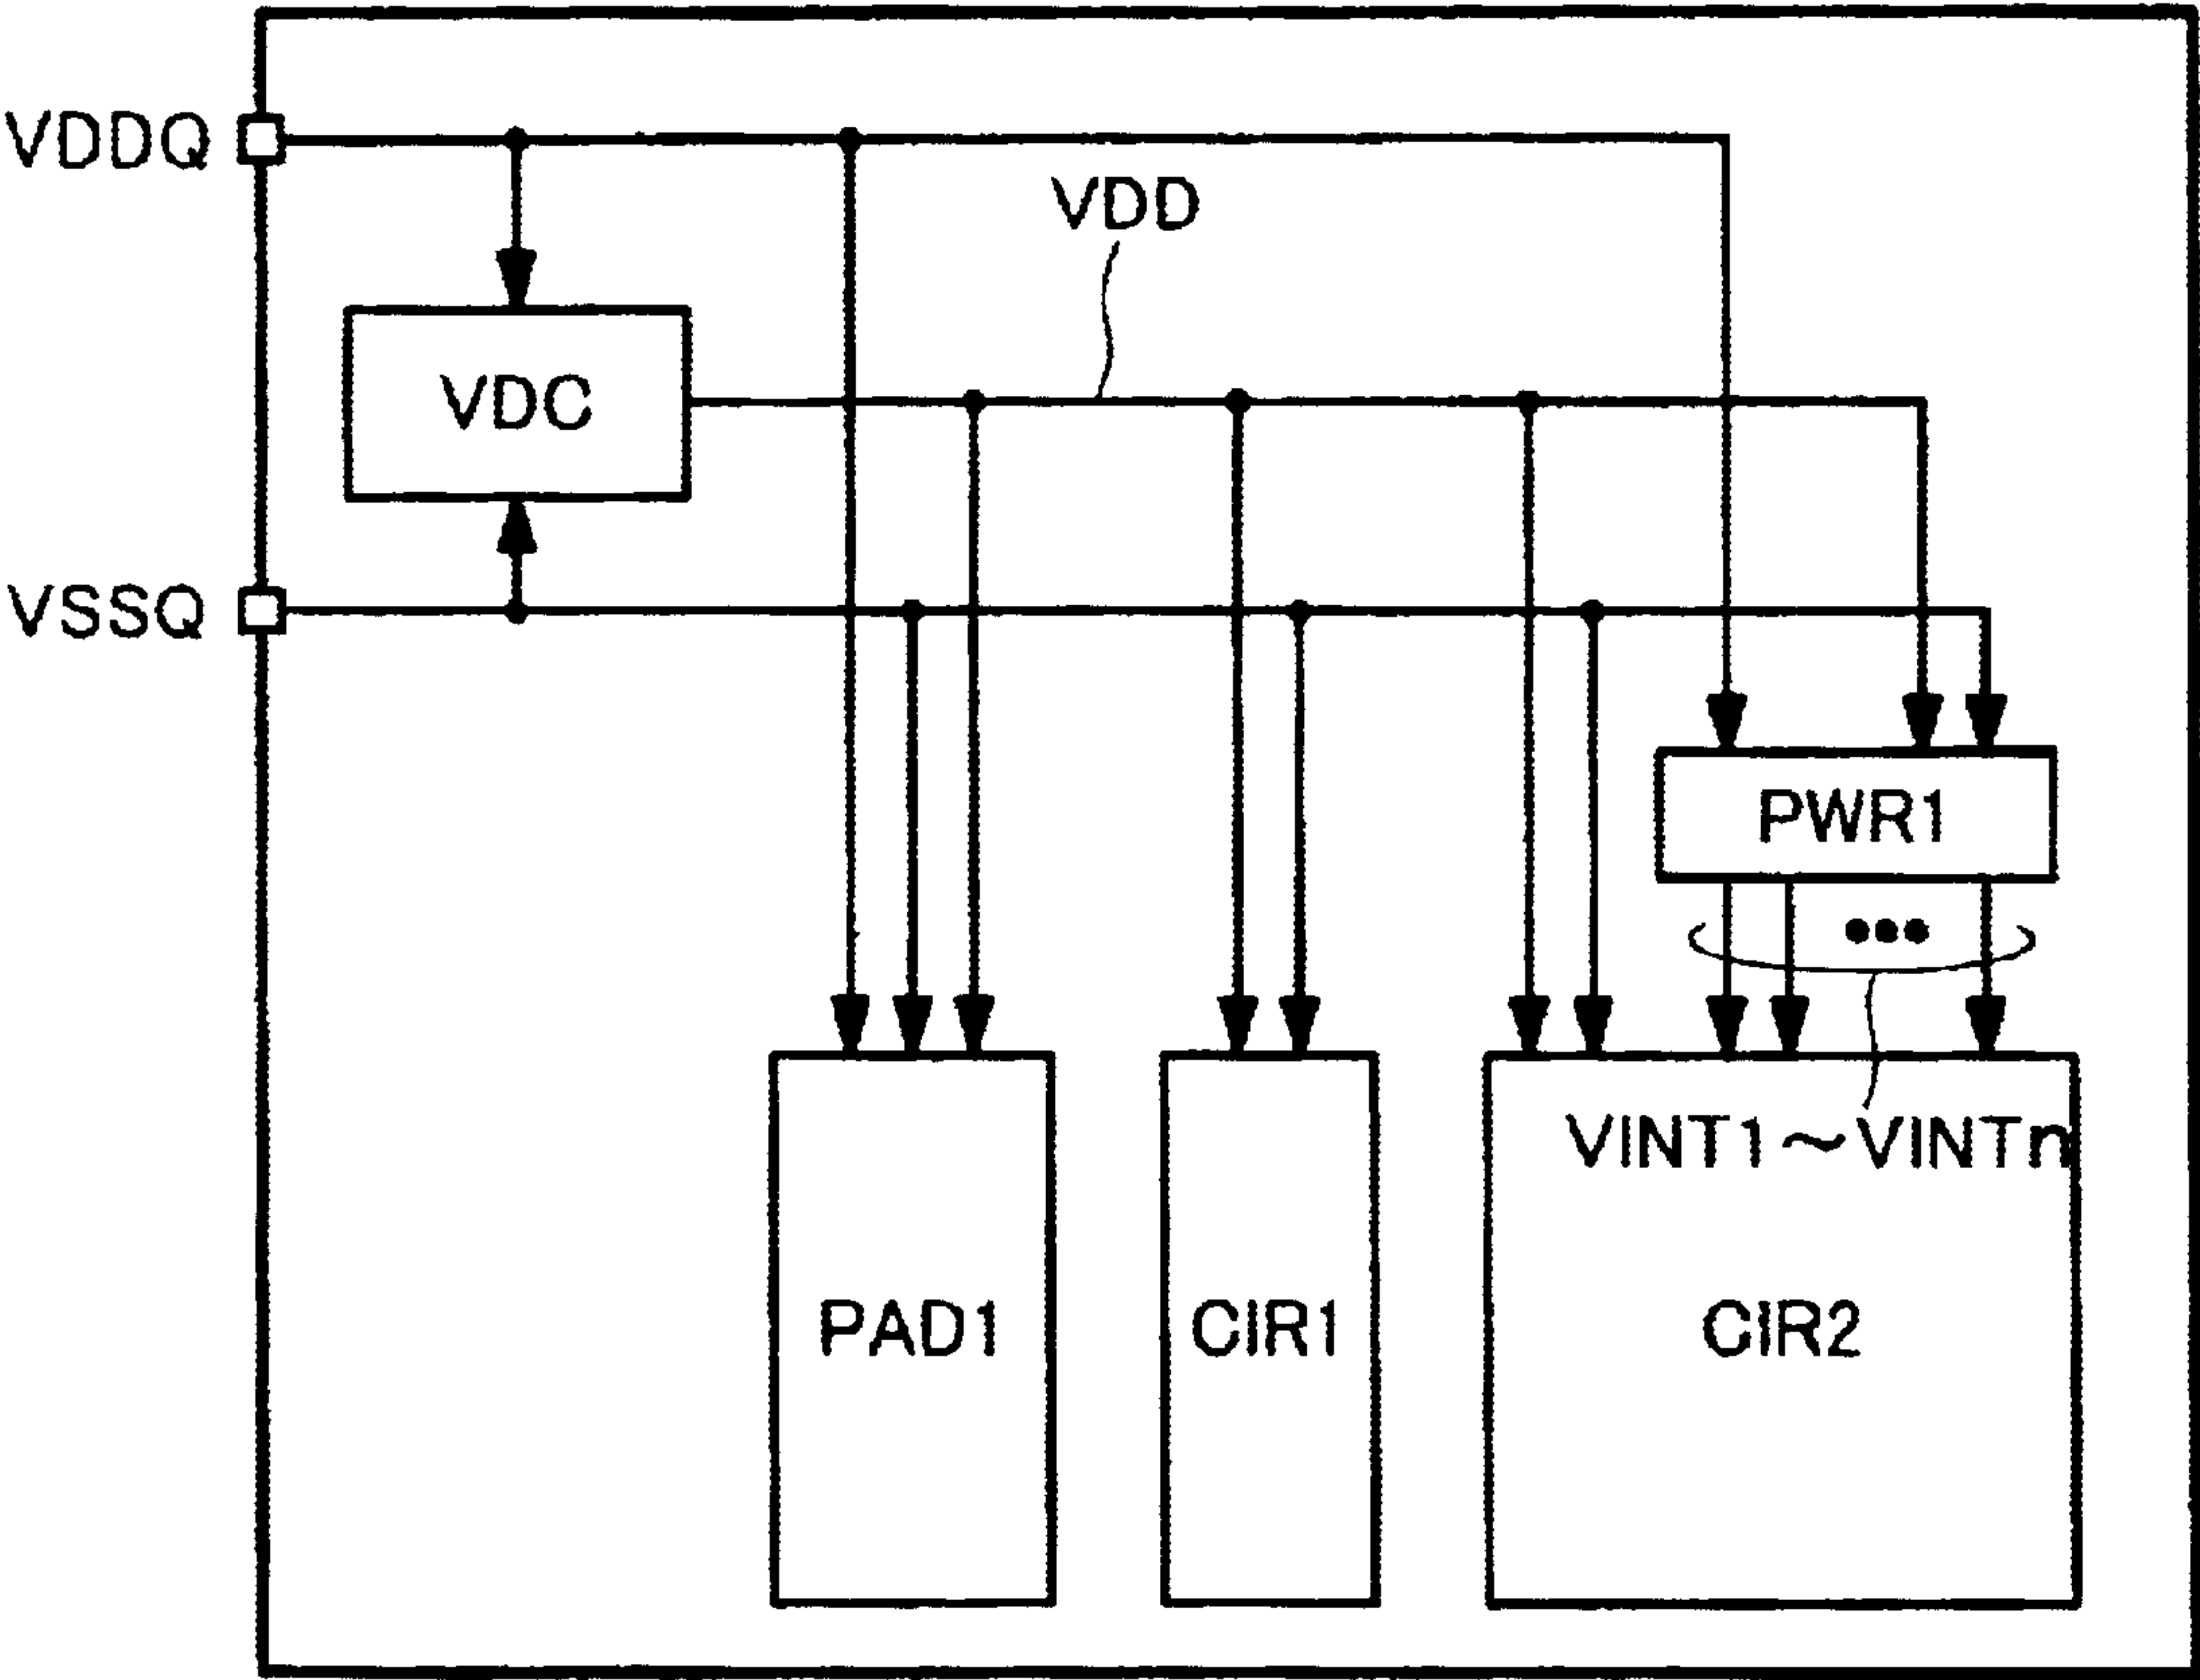 VDDQ
VDD
VDC
VSSQ
PWR1
VINT1～VINTn
PAD1
CIR1
CIR2